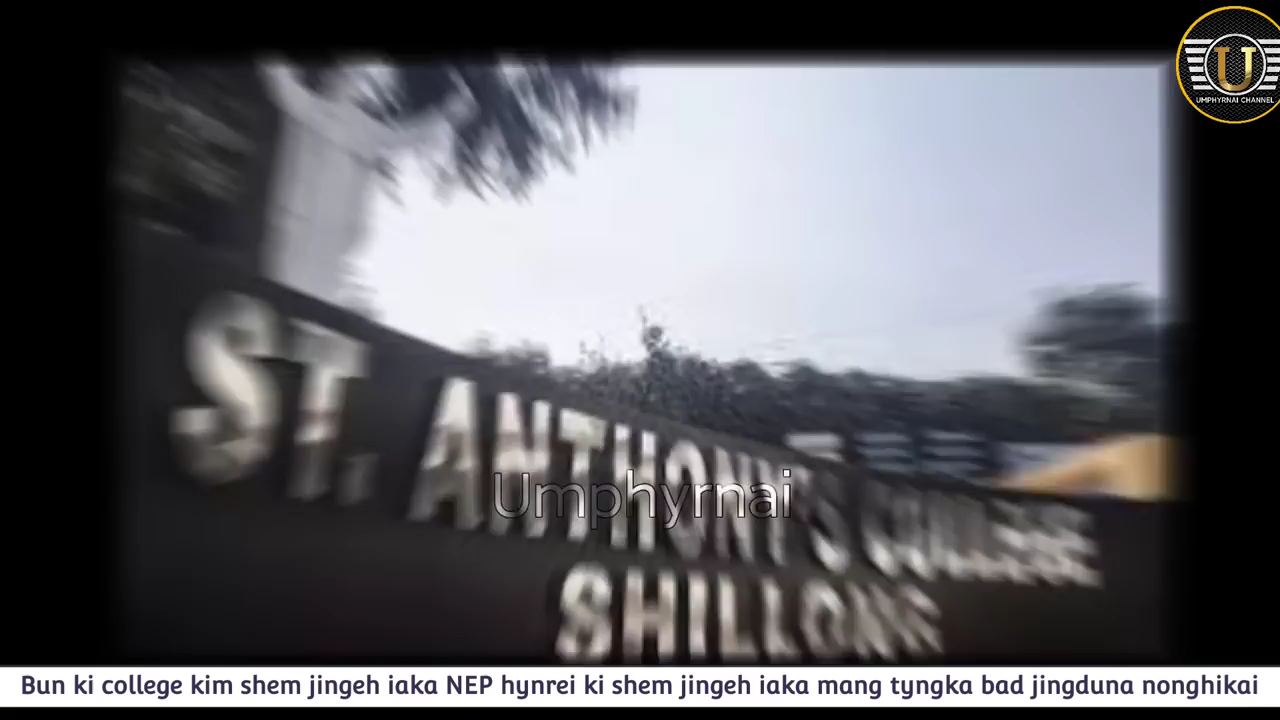 U
UMPHYRNAI CHANNEL
ST. ANTHONY'S COLLEGE
Umphyrnai
SHILLONG
Bun ki college kim shem jingeh iaka NEP hynrei ki shem jingeh iaka mang tyngka bad jingduna nonghikai